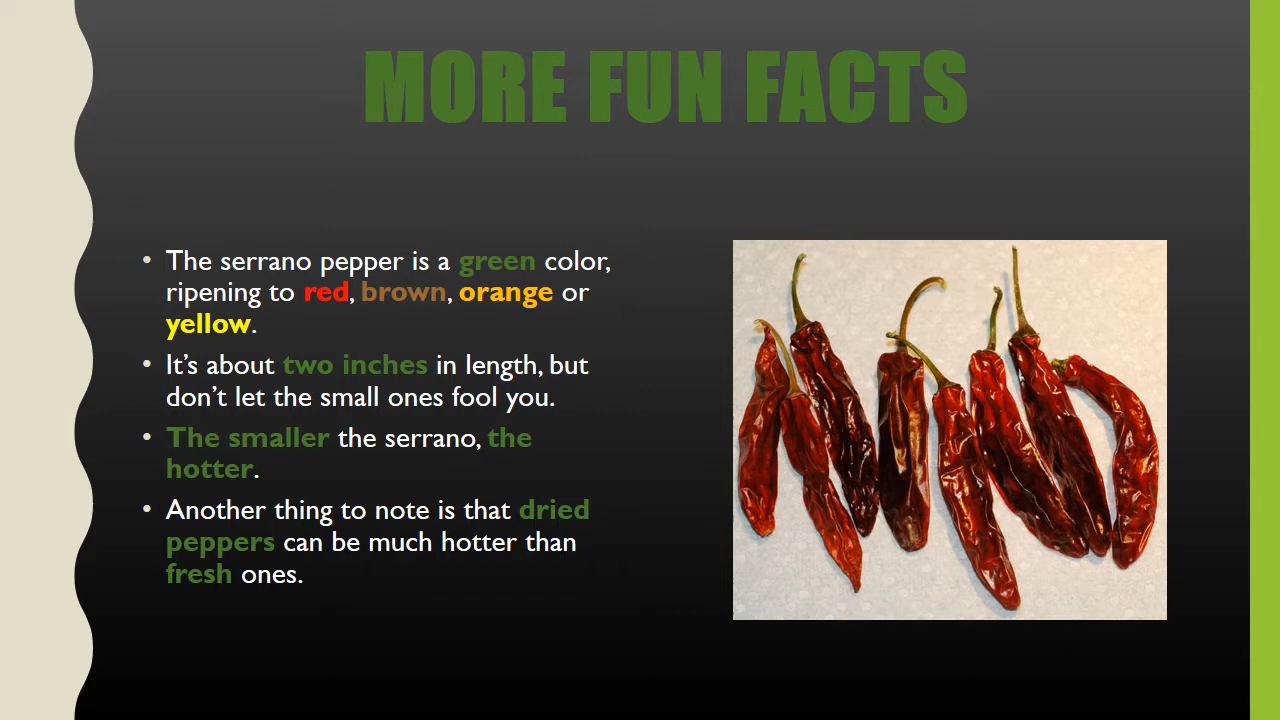 MORE FUN FACTS
• The serrano pepper is a green color,
ripening to red, brown, orange or
yellow.
• It’s about two inches in length, but
don’t let the small ones fool you.
• The smaller the serrano, the
hotter.
• Another thing to note is that dried
peppers can be much hotter than
fresh ones.